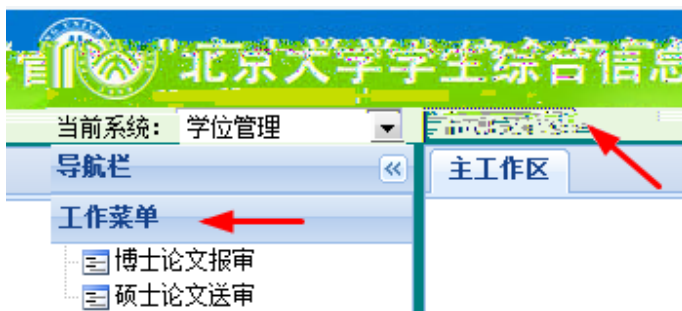 北京大学学生综合信息
当前系统： 学位管理
导航栏
主工作区
工作菜单
博士论文报审
硕士论文送审